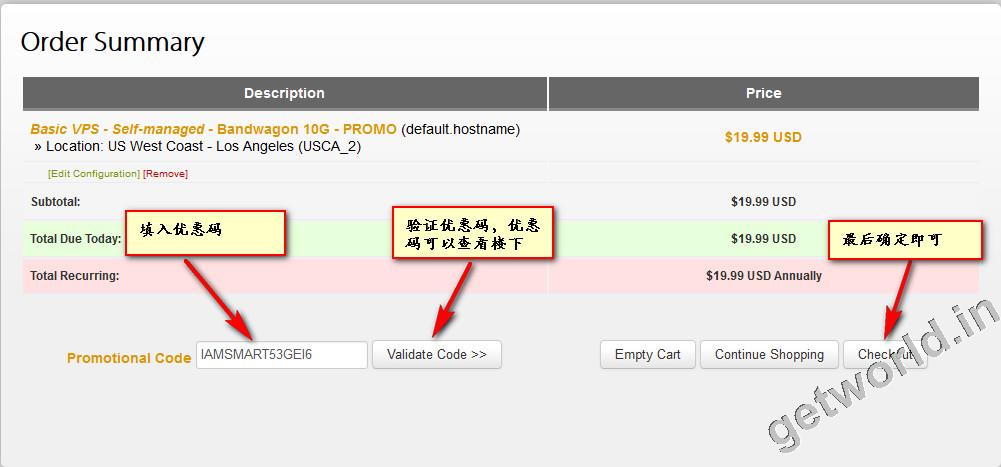 Order Summary
Description
Price
Basic VPS - Self-managed - Bandwagon 10G - PROMO (default.hostname)
» Location: US West Coast - Los Angeles (USCA_2)
$19.99 USD
[Edit Configuration] [Remove]
Subtotal:
$19.99 USD
Total Due Today:
$19.99 USD
Total Recurring:
$19.99 USD Annually
填入优惠码
验证优惠码，优惠
码可以查看楼下
最后确定即可
Promotional Code
IAMSMART53GEI6
Validate Code >>
Empty Cart
Continue Shopping
Checkout
getworld.in